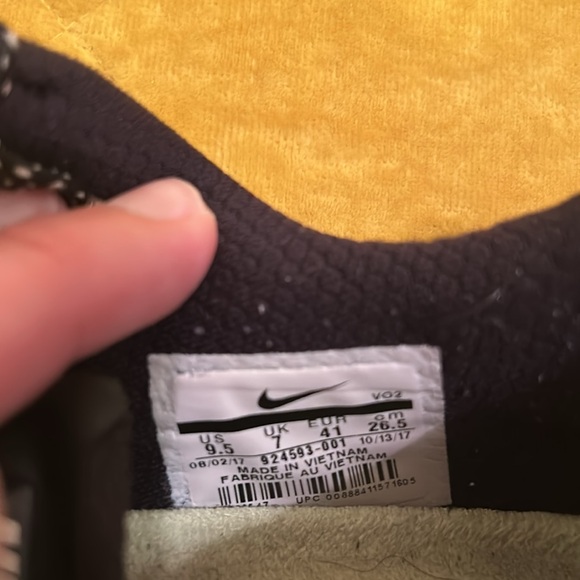 VO2
US UK EUR cm
9.5 7 41 26.5
08/02/17 924593-001 10/13/17
MADE IN VIETNAM
FABRIQUE AU VIETNAM
UPC 00888411571605